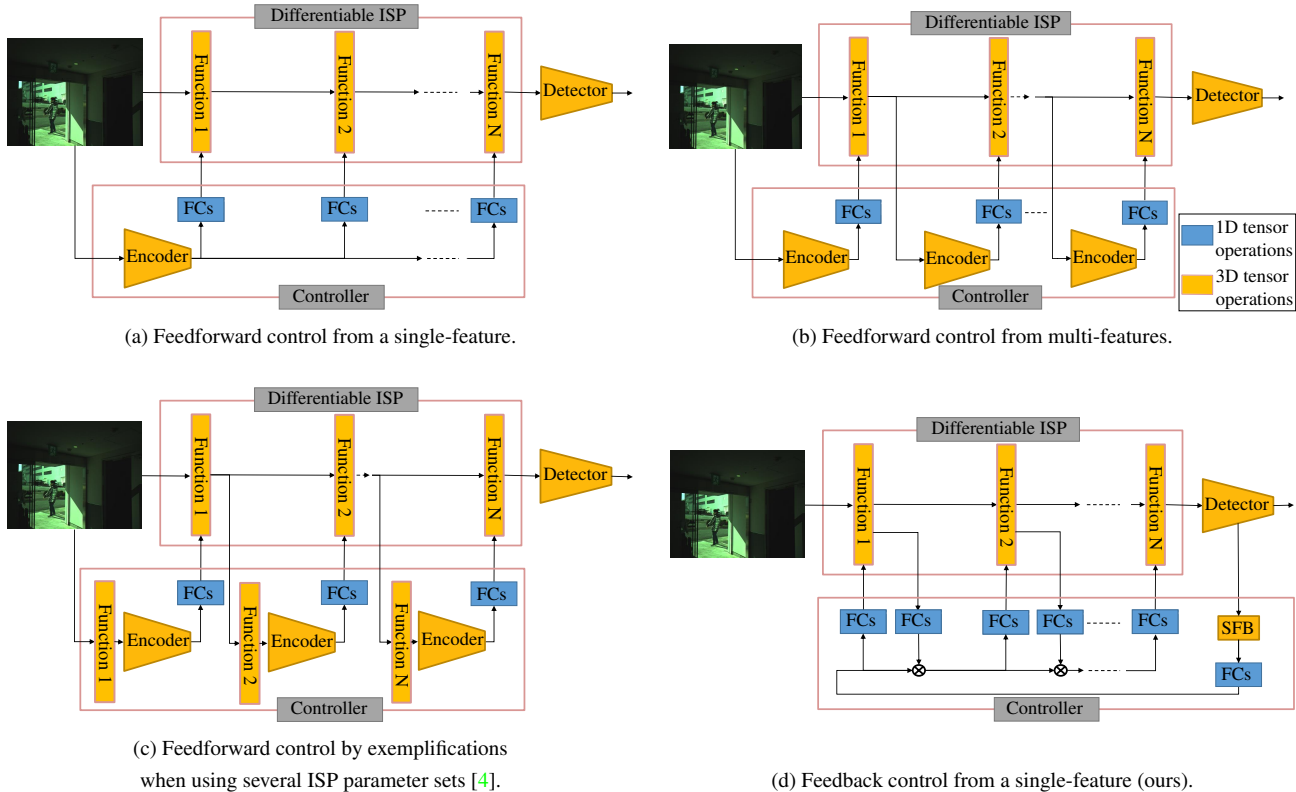 Differentiable ISP
Function 1
Function 2
Function N
Detector
FCs
FCs
FCs
Encoder
Controller
(a) Feedforward control from a single-feature.
Differentiable ISP
Function 1
Function 2
Function N
Detector
FCs
FCs
FCs
Encoder
Encoder
Encoder
Controller
1D tensor
operations
3D tensor
operations
(b) Feedforward control from multi-features.
Differentiable ISP
Function 1
Function 2
Function N
Detector
FCs
FCs
FCs
Function 1
Encoder
Function 2
Encoder
Function N
Encoder
Controller
(c) Feedforward control by exemplifications
when using several ISP parameter sets [4].
Differentiable ISP
Function 1
Function 2
Function N
Detector
FCs
FCs
FCs
FCs
FCs
SFB
FCs
Controller
(d) Feedback control from a single-feature (ours).